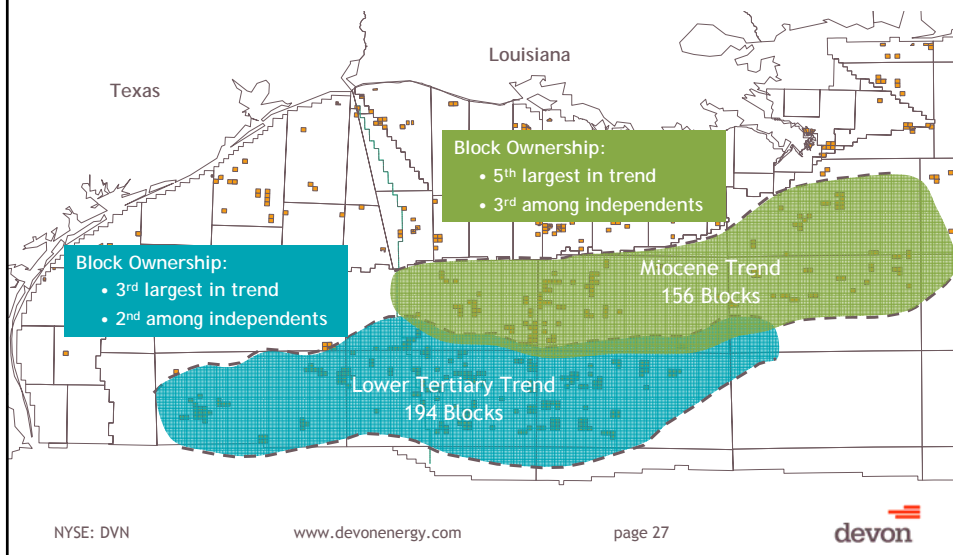 Louisiana
Texas
Block Ownership:
• 5th largest in trend
• 3rd among independents
Block Ownership:
• 3rd largest in trend
• 2nd among independents
Miocene Trend
156 Blocks
Lower Tertiary Trend
194 Blocks
NYSE: DVN www.devonenergy.com page 27 devon